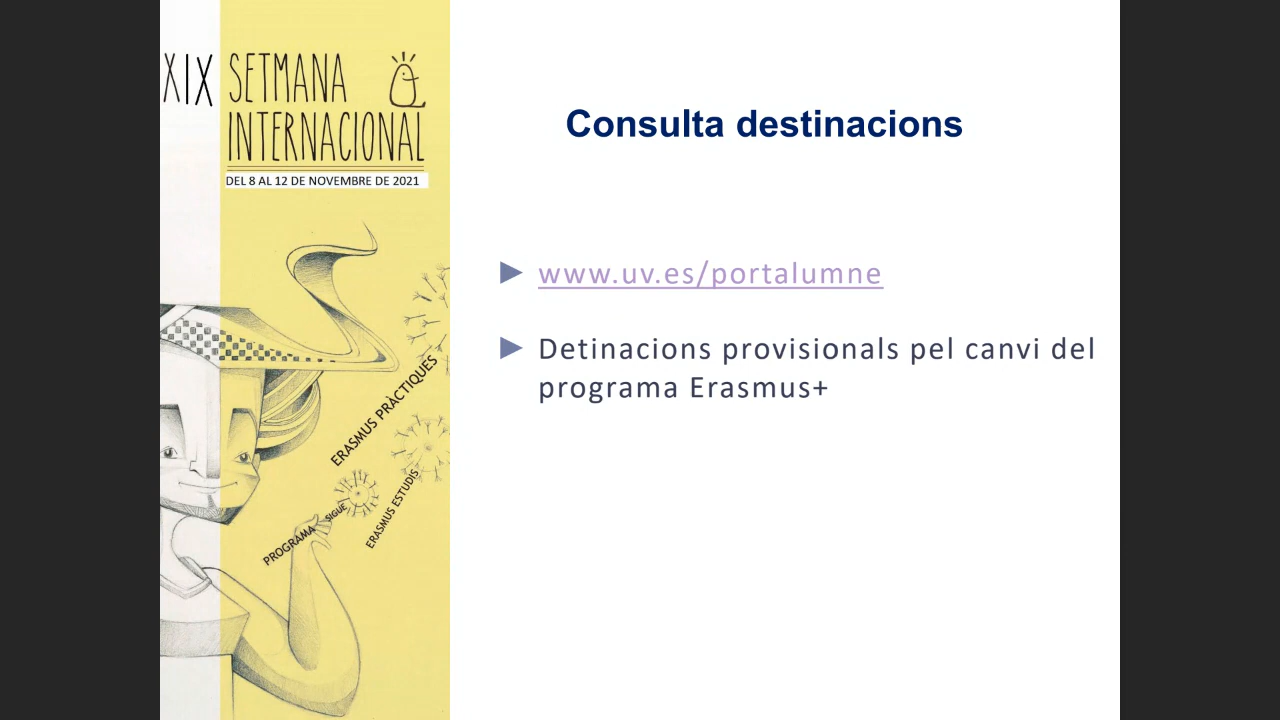 XIX SETMANA
INTERNACIONAL
DEL 8 AL 12 DE NOVEMBRE DE 2021
ERASMUS PRÀCTIQUES
PROGRAMA SIGUE
ERASMUS ESTUDIS
Consulta destinacions
www.uv.es/portalumne
Detinacions provisionals pel canvi del
programa Erasmus+